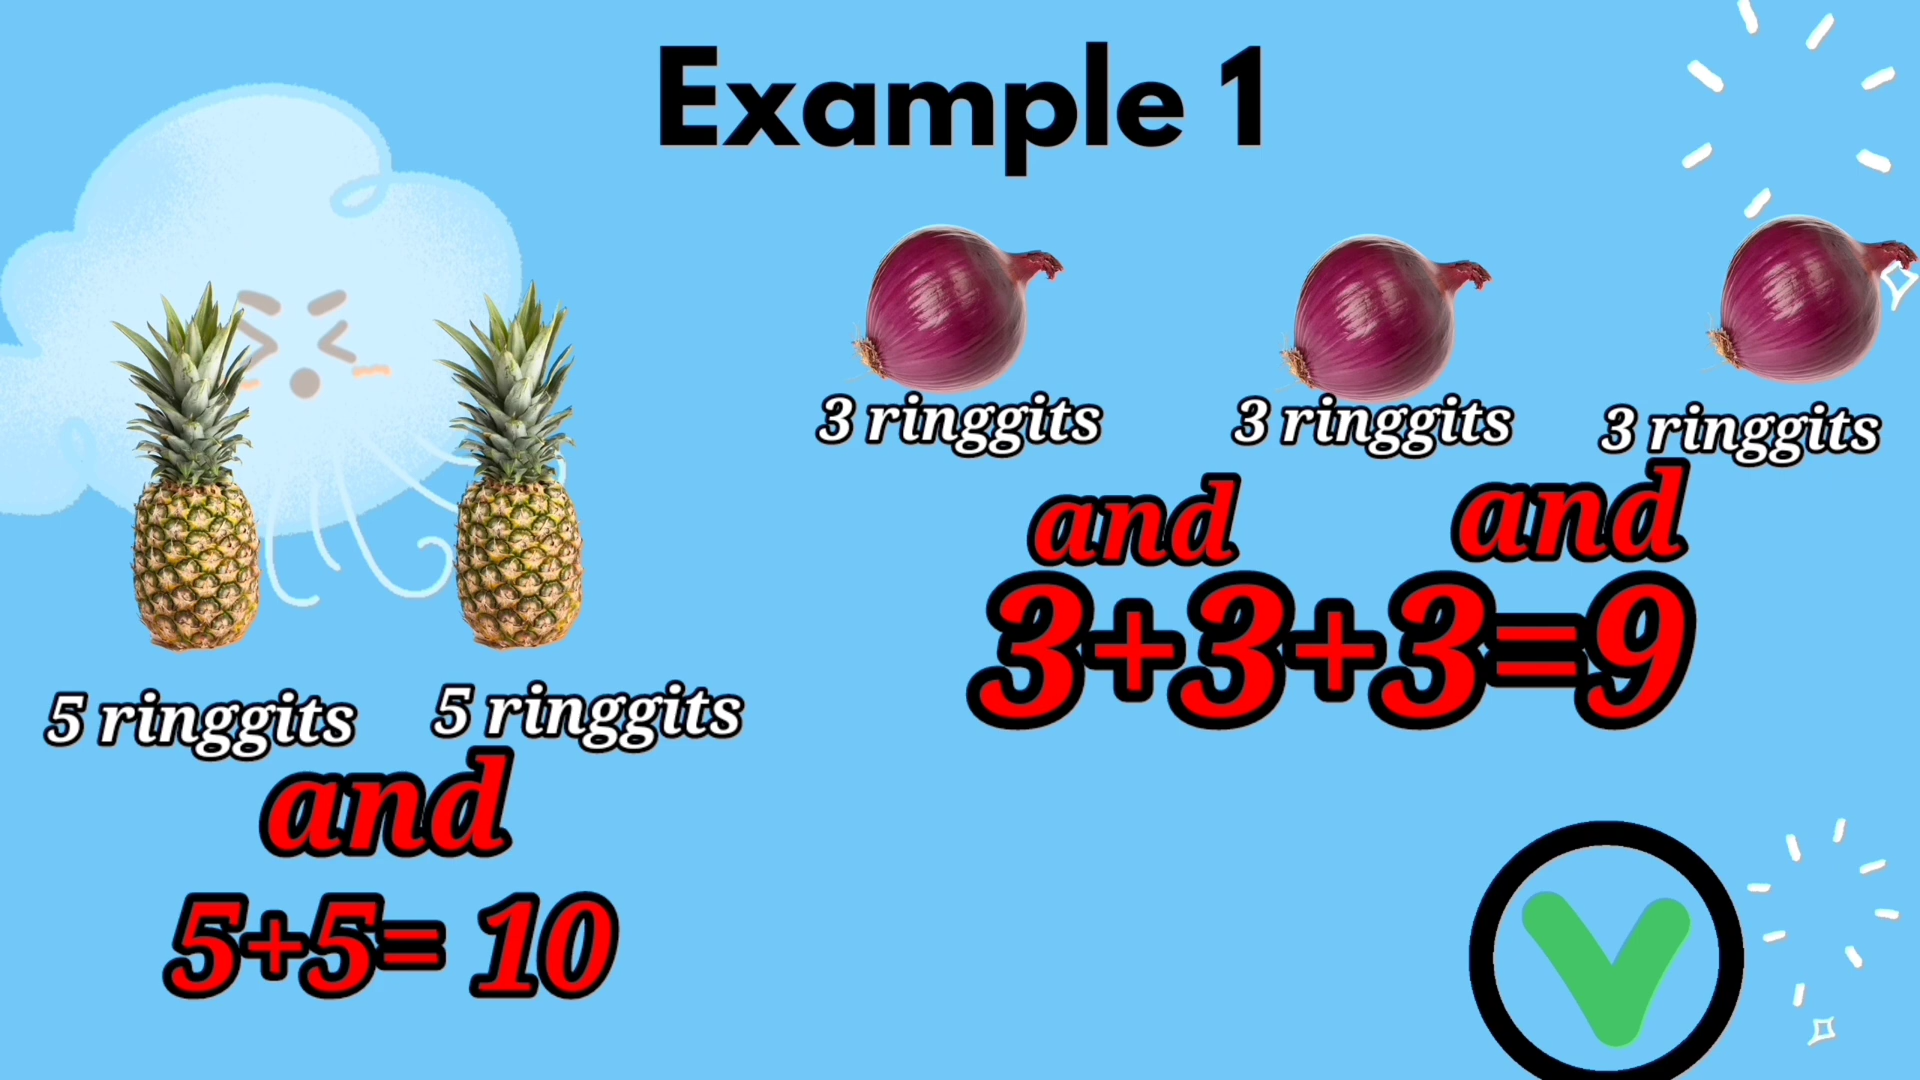 Example 1
3 ringgits
3 ringgits
3 ringgits
and
and
3+3+3=9
5 ringgits
5 ringgits
and
5+5= 10